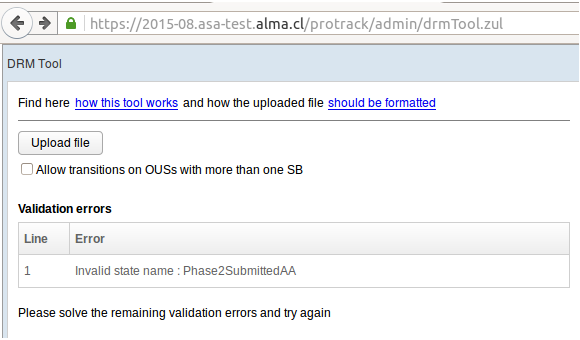 https://2015-08.asa-test.alma.cl/protrack/admin/drmTool.zul
DRM Tool
Find here how this tool works and how the uploaded file should be formatted
Upload file
Allow transitions on OUSs with more than one SB
Validation errors
Line Error
1 Invalid state name : Phase2SubmittedAA
Please solve the remaining validation errors and try again